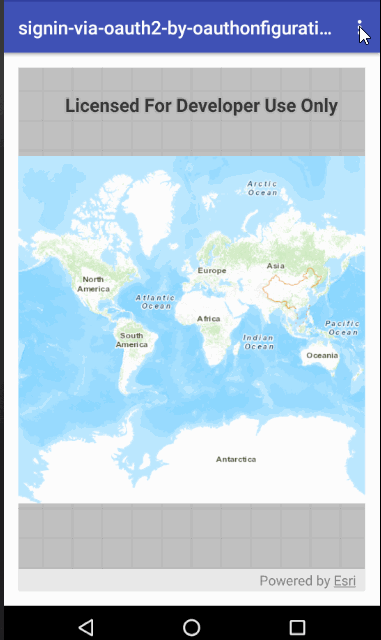 signin-via-oauth2-by-oauthonfigurati...
Licensed For Developer Use Only
Arctic
Ocean
Europe
Asia
North
America
Atlantic
Ocean
Africa
Pacific
Ocean
South
America
Indian
Ocean
Oceania
Antarctica
Powered by Esri